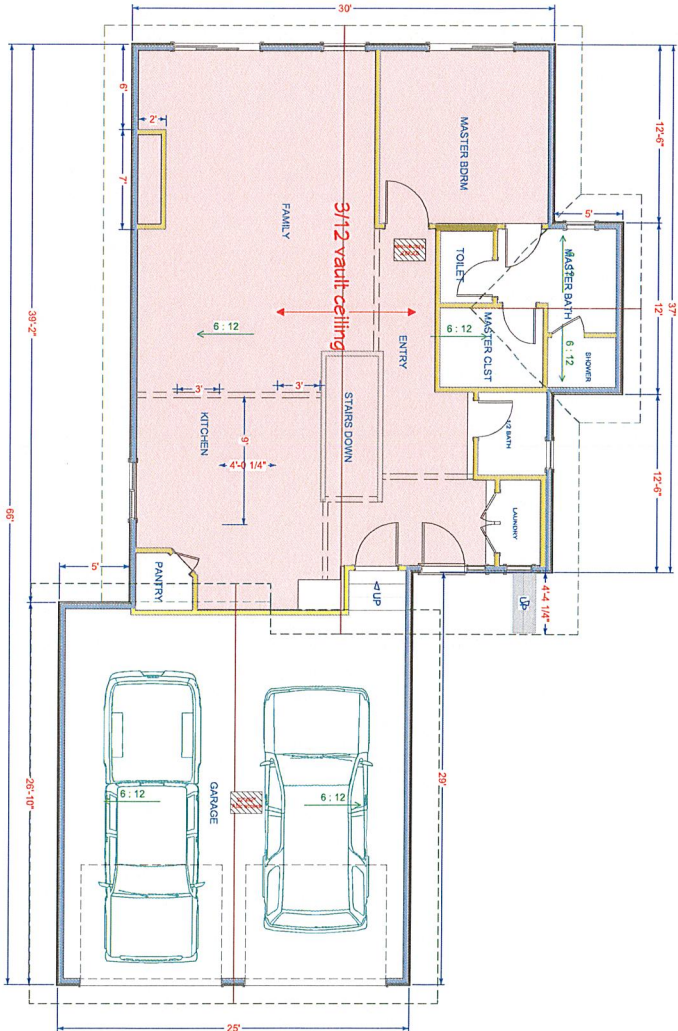 30'
6'
2'
7'
12'-6"
5'
MASTER BDRM
FAMILY
3/12 vault ceiling
TOILET
MASTER BATH
12'
37'
6 : 12
6 : 12
6 : 12
MASTER CLST
SHOWER
ENTRY
39'-2"
3'
3'
STAIRS DOWN
KITCHEN
9'
4'-0 1/4"
1/2 BATH
12'-6"
LAUNDRY
66'
5'
PANTRY
UP
UP
4'-4 1/4"
29'
GARAGE
6 : 12
6 : 12
26'-10"
25'